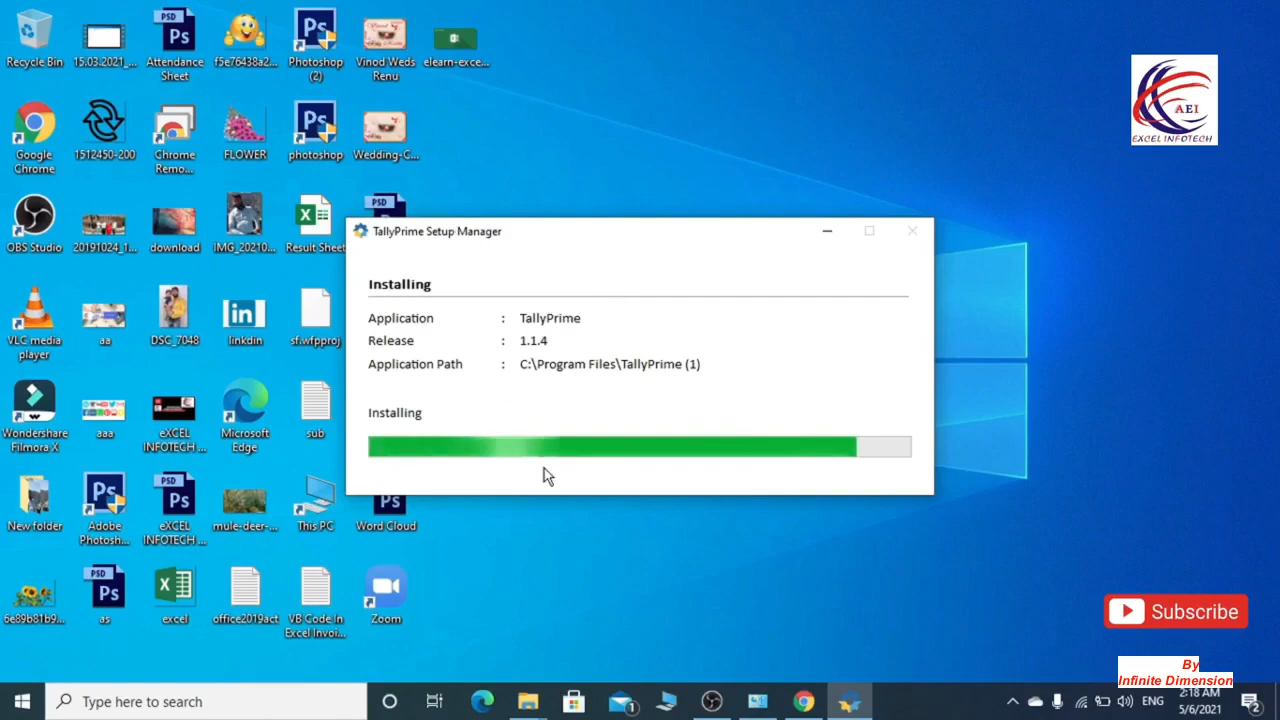 Recycle Bin
15.03.2021_...
Attendance
Sheet
f5e76438a2...
Photoshop
(2)
Vinod Weds
Renu
elearn-exce...
Google
Chrome
1512450-200
Chrome
Remo...
FLOWER
photoshop
Wedding-C...
OBS Studio
20191024_1...
download
IMG_20210...
Result Sheet
PSD
VLC media
player
aa
DSC_7048
linkdin
sf.wfpproj
Wondershare
Filmora X
aaa
eXCEL
INFOTECH ...
Microsoft
Edge
sub
New folder
Adobe
Photosh...
eXCEL
INFOTECH ...
mule-deer-...
This PC
Word Cloud
6e89b81b9...
as
excel
office2019act
VB Code In
Excel Invoi...
Zoom
AEI
EXCEL INFOTECH
TallyPrime Setup Manager
Installing
Application : TallyPrime
Release : 1.1.4
Application Path : C:\Program Files\TallyPrime (1)
Installing
Subscribe
By
Infinite Dimension
Type here to search
1
ENG
2:18 AM
5/6/2021
2